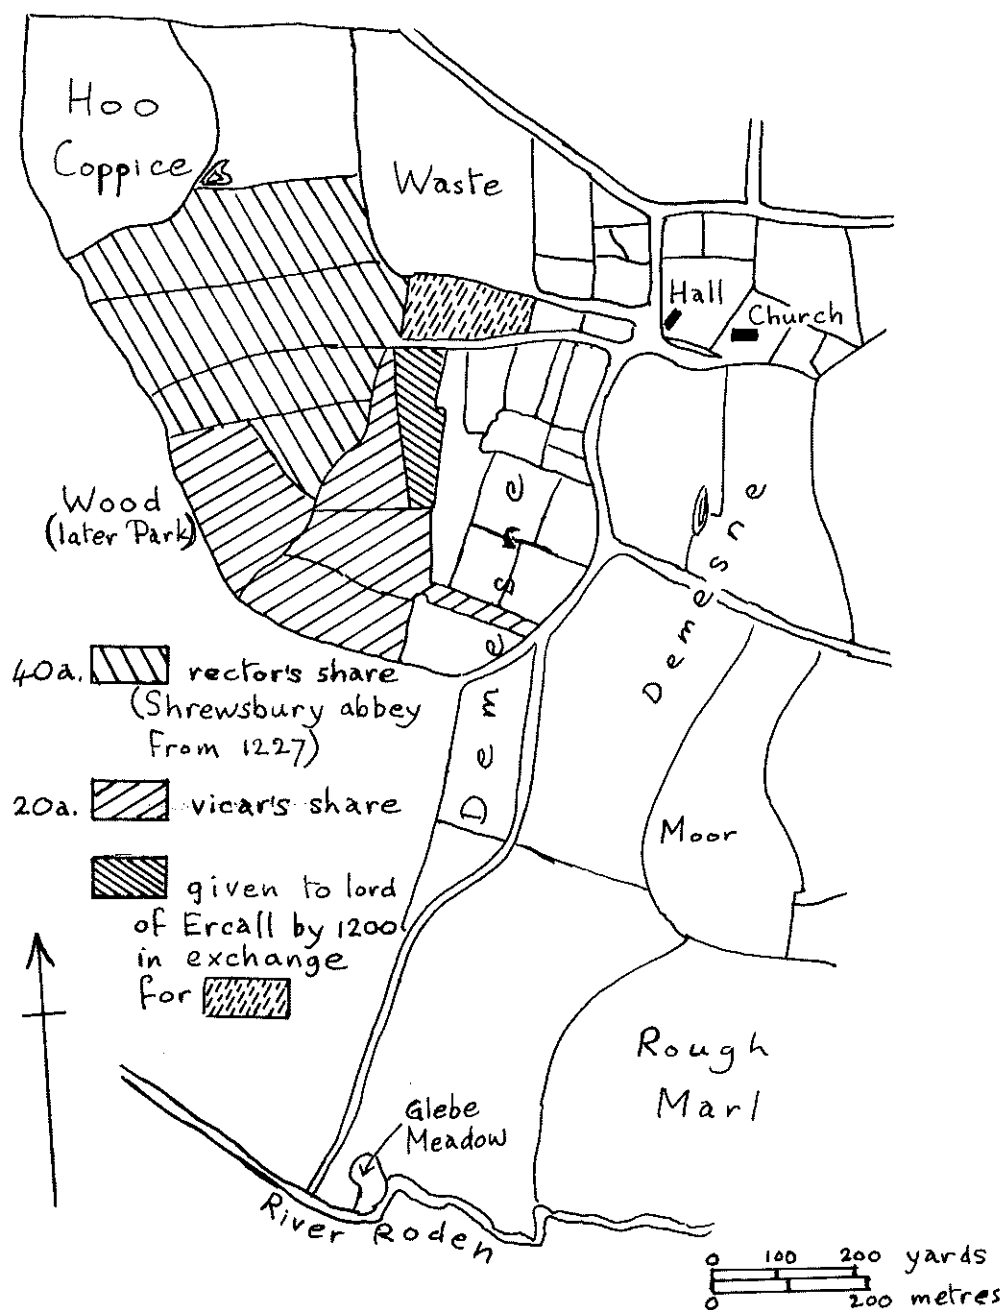 Hoo
Coppice
Waste
Hall
Church
Wood
(later Park)
Demesne
Demesne
40a. rector's share
(Shrewsbury abbey
from 1227)
20a. vicar's share
given to lord
of Ercall by 1200
in exchange
for
Moor
Rough
Marl
Glebe
Meadow
River Roden
0 100 200 yards
0 200 metres